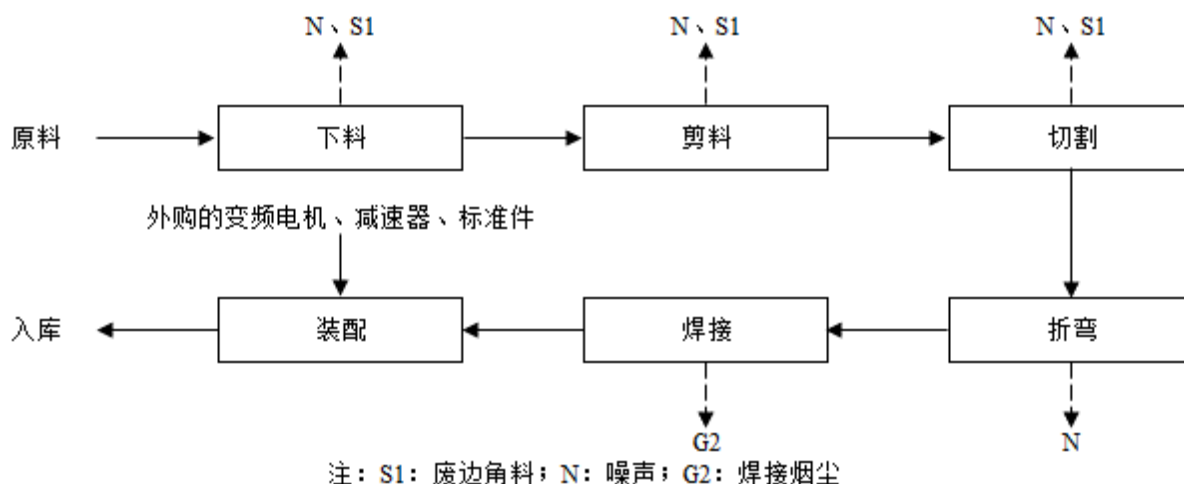 N、S1
N、S1
N、S1
原料
下料
剪料
切割
外购的变频电机、减速器、标准件
入库
装配
焊接
折弯
G2
N
注：S1：废边角料；N：噪声；G2：焊接烟尘